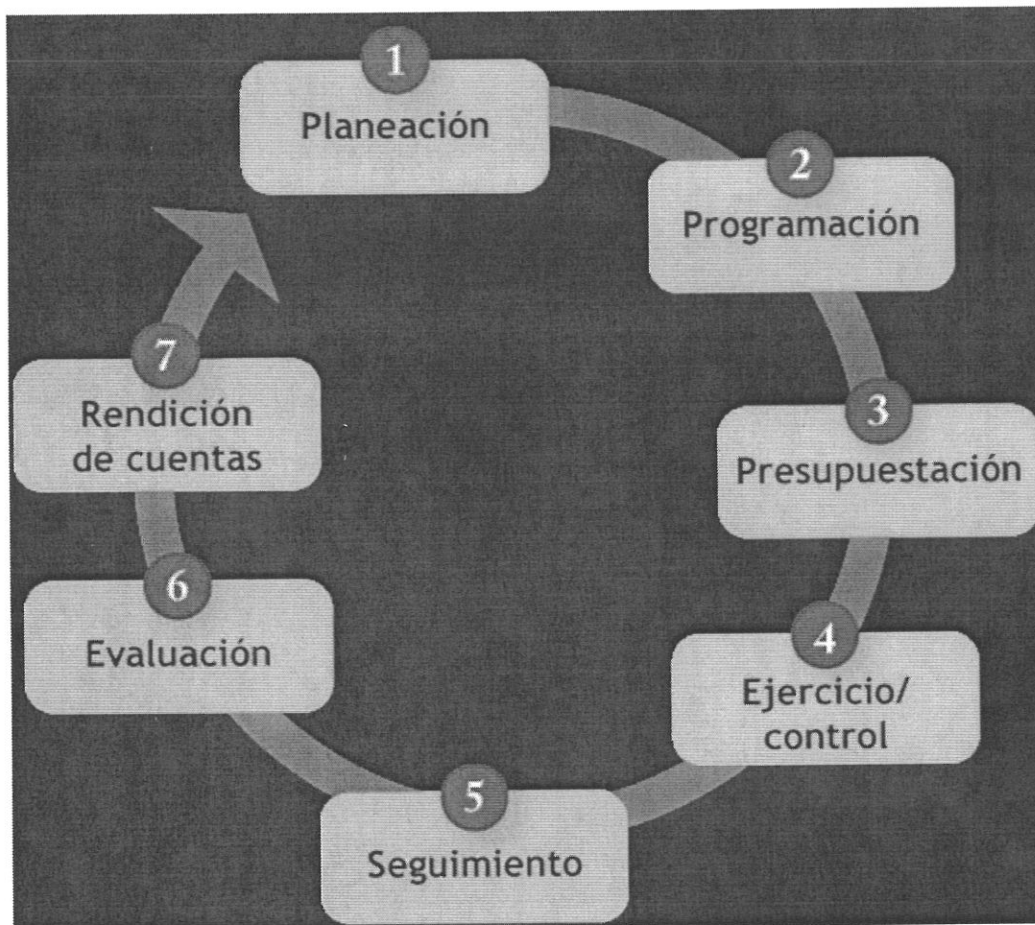 1
Planeación
2
Programación
3
Presupuestación
4
Ejercicio/
control
5
Seguimiento
6
Evaluación
7
Rendición
de cuentas